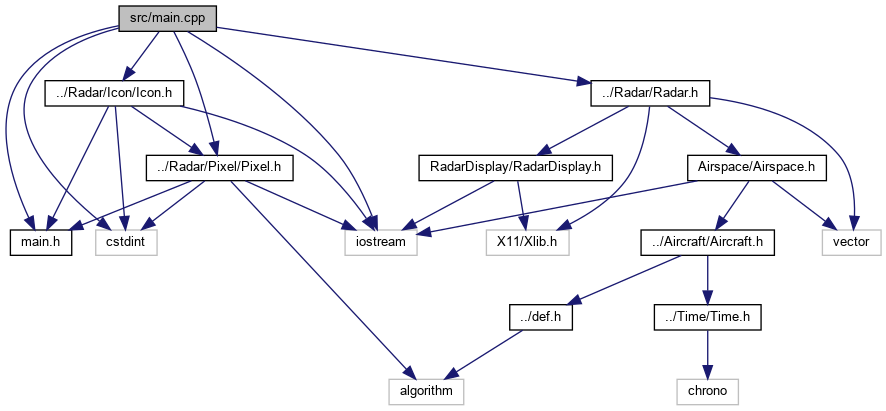 src/main.cpp
../Radar/Icon/Icon.h
../Radar/Radar.h
../Radar/Pixel/Pixel.h
RadarDisplay/RadarDisplay.h
Airspace/Airspace.h
main.h
cstdint
iostream
X11/Xlib.h
../Aircraft/Aircraft.h
vector
../def.h
../Time/Time.h
algorithm
chrono